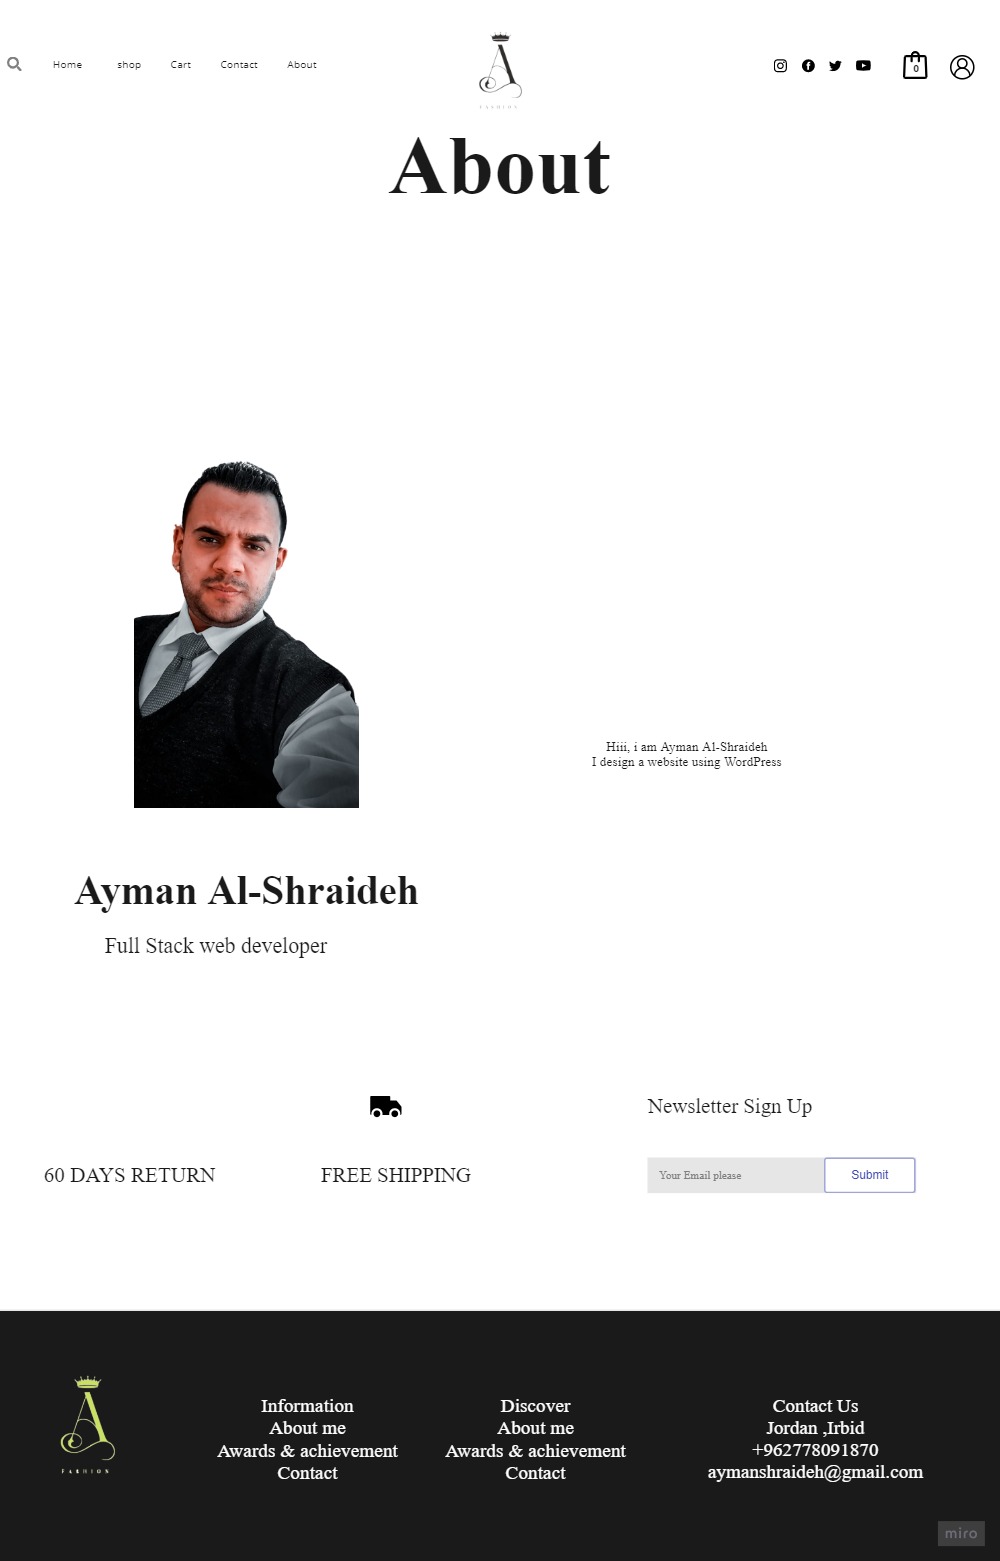 Home shop Cart Contact About
FASHION
0
About
Hiii, i am Ayman Al-Shraideh
I design a website using WordPress
Ayman Al-Shraideh
Full Stack web developer
Newsletter Sign Up
60 DAYS RETURN
FREE SHIPPING
Your Email please
Submit
FASHION
Information
About me
Awards & achievement
Contact
Discover
About me
Awards & achievement
Contact
Contact Us
Jordan ,Irbid
+962778091870
aymanshraideh@gmail.com
miro